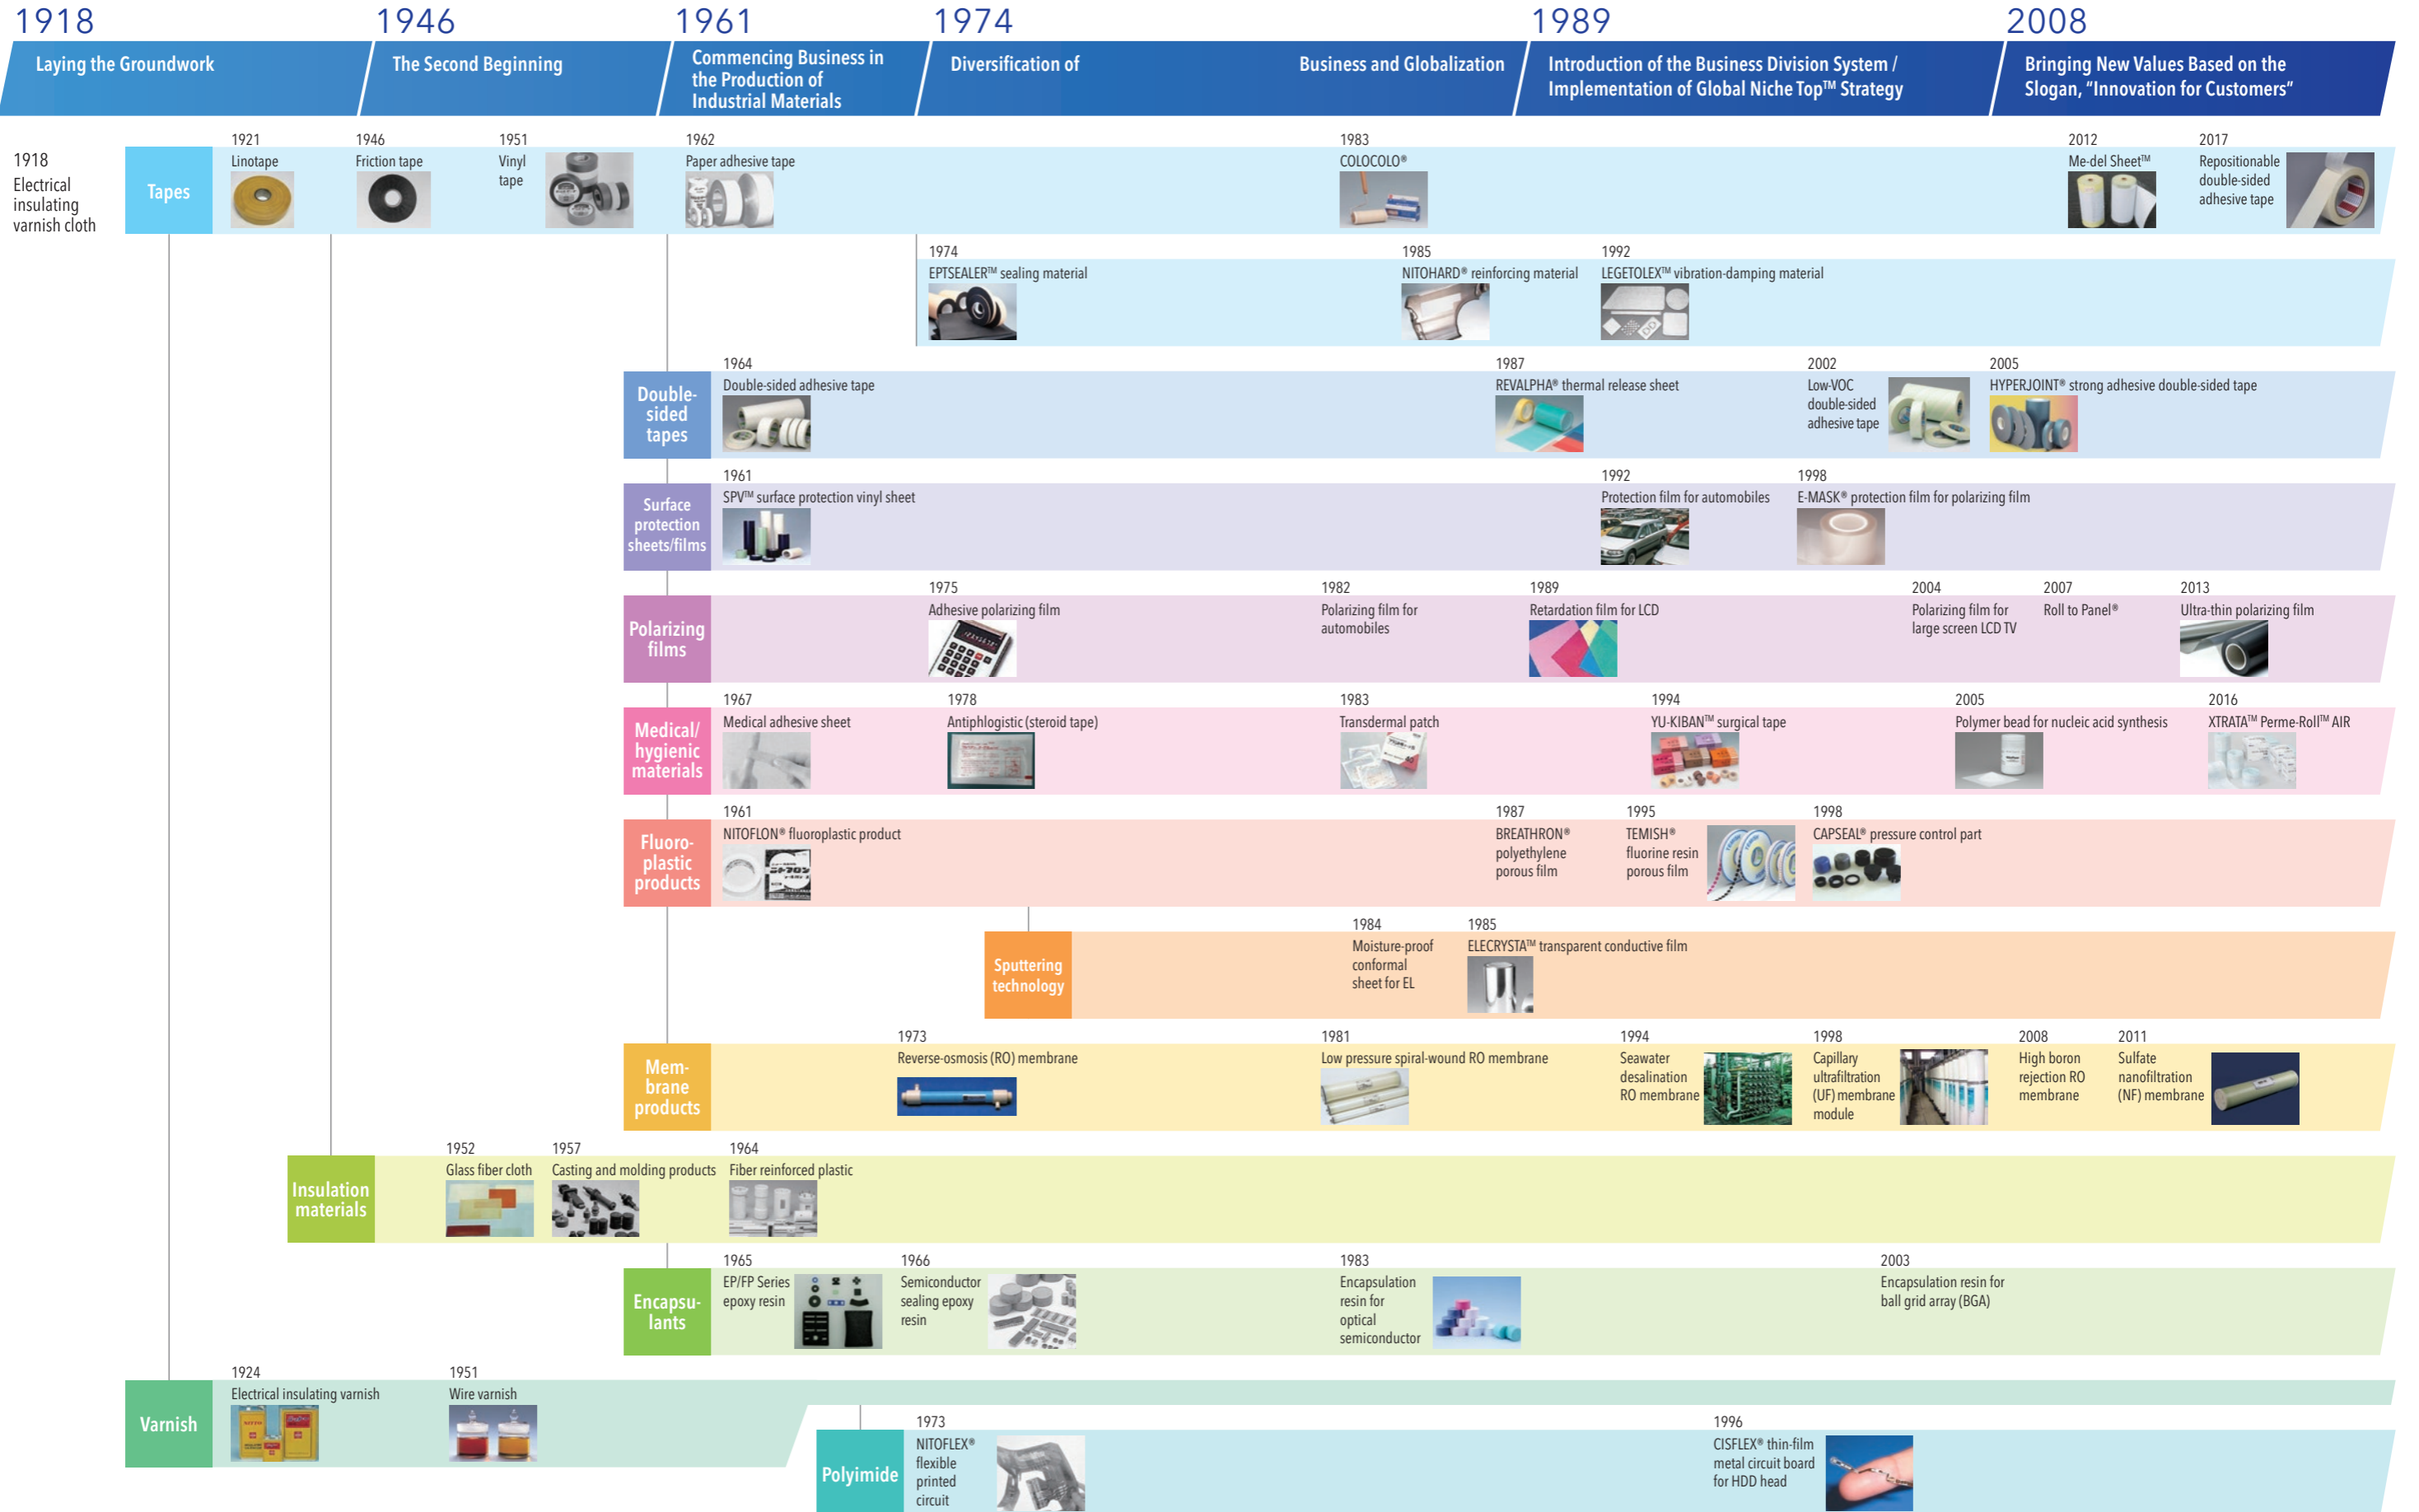 1918
1946
1961
1974
1989
2008
Laying the Groundwork
The Second Beginning
Commencing Business in
the Production of
Industrial Materials
Diversification of
Business and Globalization
Introduction of the Business Division System /
Implementation of Global Niche Top™ Strategy
Bringing New Values Based on the
Slogan, “Innovation for Customers”
1918
Electrical
insulating
varnish cloth
Tapes
1921
Linotape
1946
Friction tape
1951
Vinyl
tape
1962
Paper adhesive tape
1983
COLOCOLO®
2012
Me-del Sheet™
2017
Repositionable
double-sided
adhesive tape
1974
EPTSEALER™ sealing material
1985
NITOHARD® reinforcing material
1992
LEGETOLEX™ vibration-damping material
Double-
sided
tapes
1964
Double-sided adhesive tape
1987
REVALPHA® thermal release sheet
2002
Low-VOC
double-sided
adhesive tape
2005
HYPERJOINT® strong adhesive double-sided tape
Surface
protection
sheets/films
1961
SPV™ surface protection vinyl sheet
1992
Protection film for automobiles
1998
E-MASK® protection film for polarizing film
Polarizing
films
1975
Adhesive polarizing film
1982
Polarizing film for
automobiles
1989
Retardation film for LCD
2004
Polarizing film for
large screen LCD TV
2007
Roll to Panel®
2013
Ultra-thin polarizing film
Medical/
hygienic
materials
1967
Medical adhesive sheet
1978
Antiphlogistic (steroid tape)
1983
Transdermal patch
1994
YU-KIBAN™ surgical tape
2005
Polymer bead for nucleic acid synthesis
2016
XTRATA™ Perme-Roll™ AIR
Fluoro-
plastic
products
1961
NITOFLON® fluoroplastic product
ニトフロン
1987
BREATHRON®
polyethylene
porous film
1995
TEMISH®
fluorine resin
porous film
1998
CAPSEAL® pressure control part
Sputtering
technology
1984
Moisture-proof
conformal
sheet for EL
1985
ELECRYSTA™ transparent conductive film
Mem-
brane
products
1973
Reverse-osmosis (RO) membrane
1981
Low pressure spiral-wound RO membrane
1994
Seawater
desalination
RO membrane
1998
Capillary
ultrafiltration
(UF) membrane
module
2008
High boron
rejection RO
membrane
2011
Sulfate
nanofiltration
(NF) membrane
Insulation
materials
1952
Glass fiber cloth
1957
Casting and molding products
1964
Fiber reinforced plastic
Encapsu-
lants
1965
EP/FP Series
epoxy resin
1966
Semiconductor
sealing epoxy
resin
1983
Encapsulation
resin for
optical
semiconductor
2003
Encapsulation resin for
ball grid array (BGA)
Varnish
1924
Electrical insulating varnish
1951
Wire varnish
Polyimide
1973
NITOFLEX®
flexible
printed
circuit
1996
CISFLEX® thin-film
metal circuit board
for HDD head